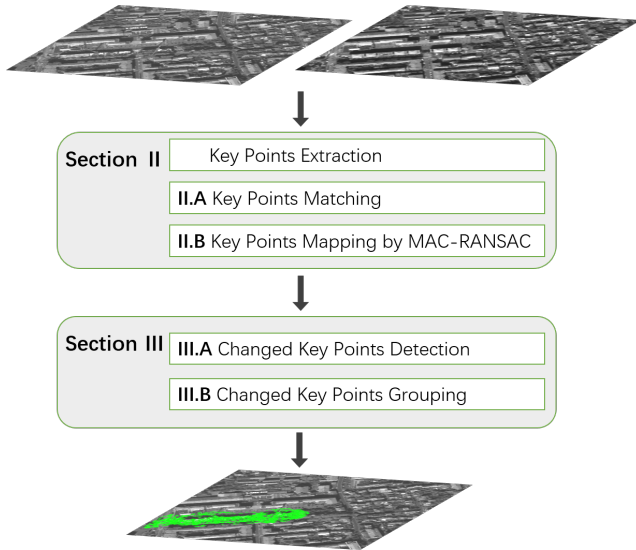 Section II
Key Points Extraction
II.A Key Points Matching
II.B Key Points Mapping by MAC-RANSAC
Section III
III.A Changed Key Points Detection
III.B Changed Key Points Grouping